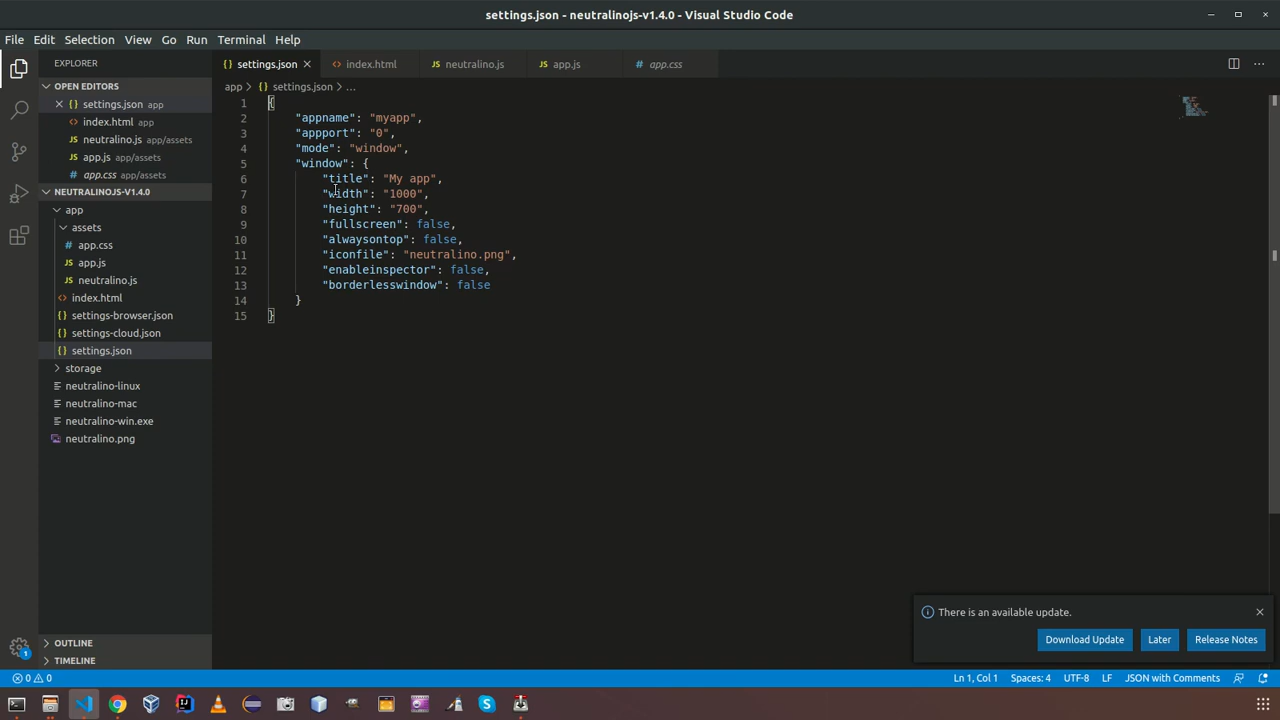 settings.json - neutralinojs-v1.4.0 - Visual Studio Code
File Edit Selection View Go Run Terminal Help
EXPLORER
OPEN EDITORS
settings.json app
index.html app
neutralino.js app/assets
app.js app/assets
app.css app/assets
NEUTRALINOJS-V1.4.0
app
assets
app.css
app.js
neutralino.js
index.html
settings-browser.json
settings-cloud.json
settings.json
storage
neutralino-linux
neutralino-mac
neutralino-win.exe
neutralino.png
OUTLINE
TIMELINE
settings.json index.html neutralino.js app.js app.css
app > settings.json > ...
1 {
2 "appname": "myapp",
3 "appport": "0",
4 "mode": "window",
5 "window": {
6 "title": "My app",
7 "width": "1000",
8 "height": "700",
9 "fullscreen": false,
10 "alwaysontop": false,
11 "iconfile": "neutralino.png",
12 "enableinspector": false,
13 "borderlesswindow": false
14 }
15 }
There is an available update.
Download Update Later Release Notes
0 0 Ln 1, Col 1 Spaces: 4 UTF-8 LF JSON with Comments